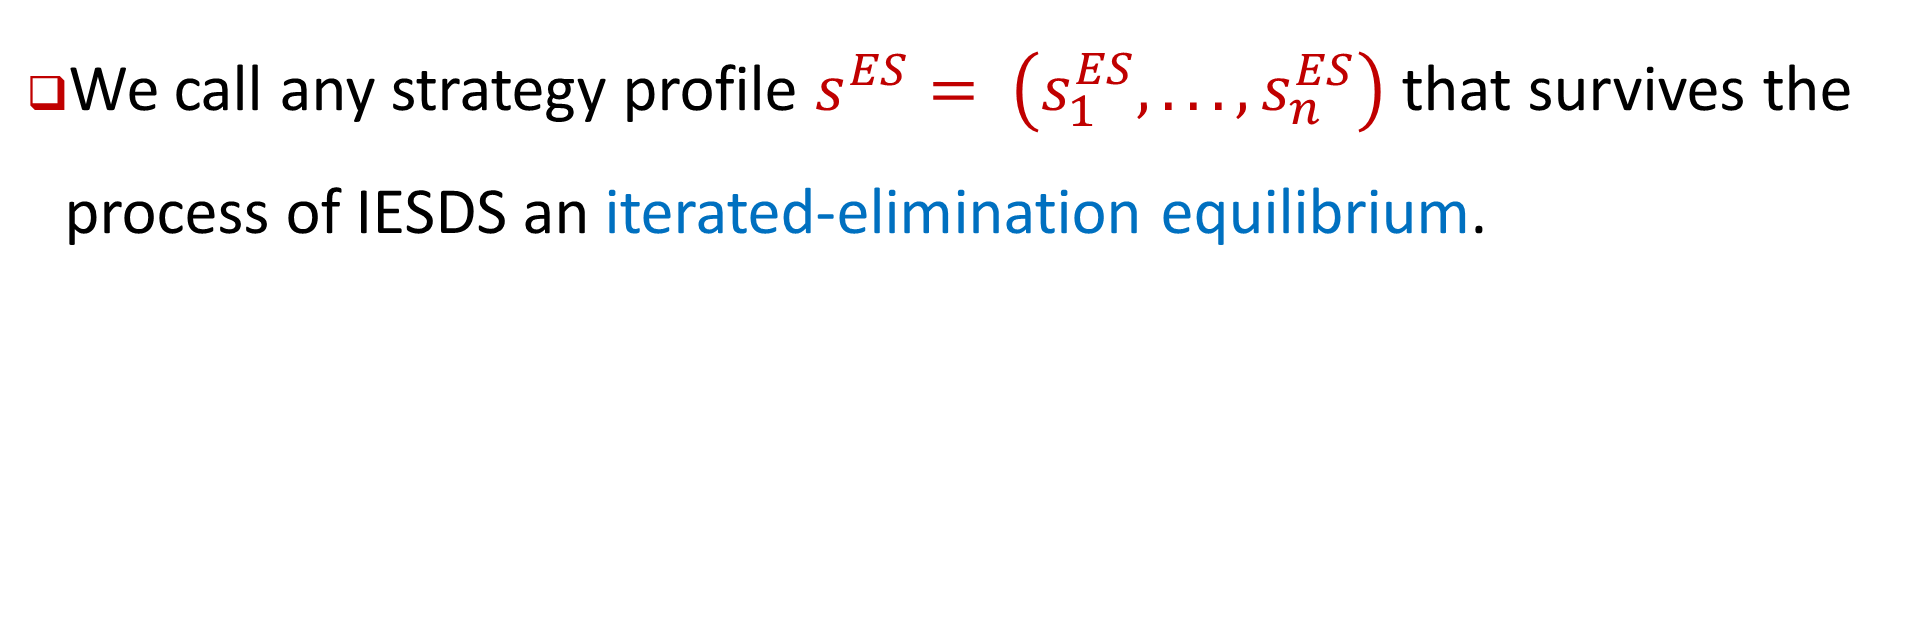 ❑We call any strategy profile $s^{ES} = (s_1^{ES}, \ldots, s_n^{ES})$ that survives the
process of IESDS an iterated-elimination equilibrium.